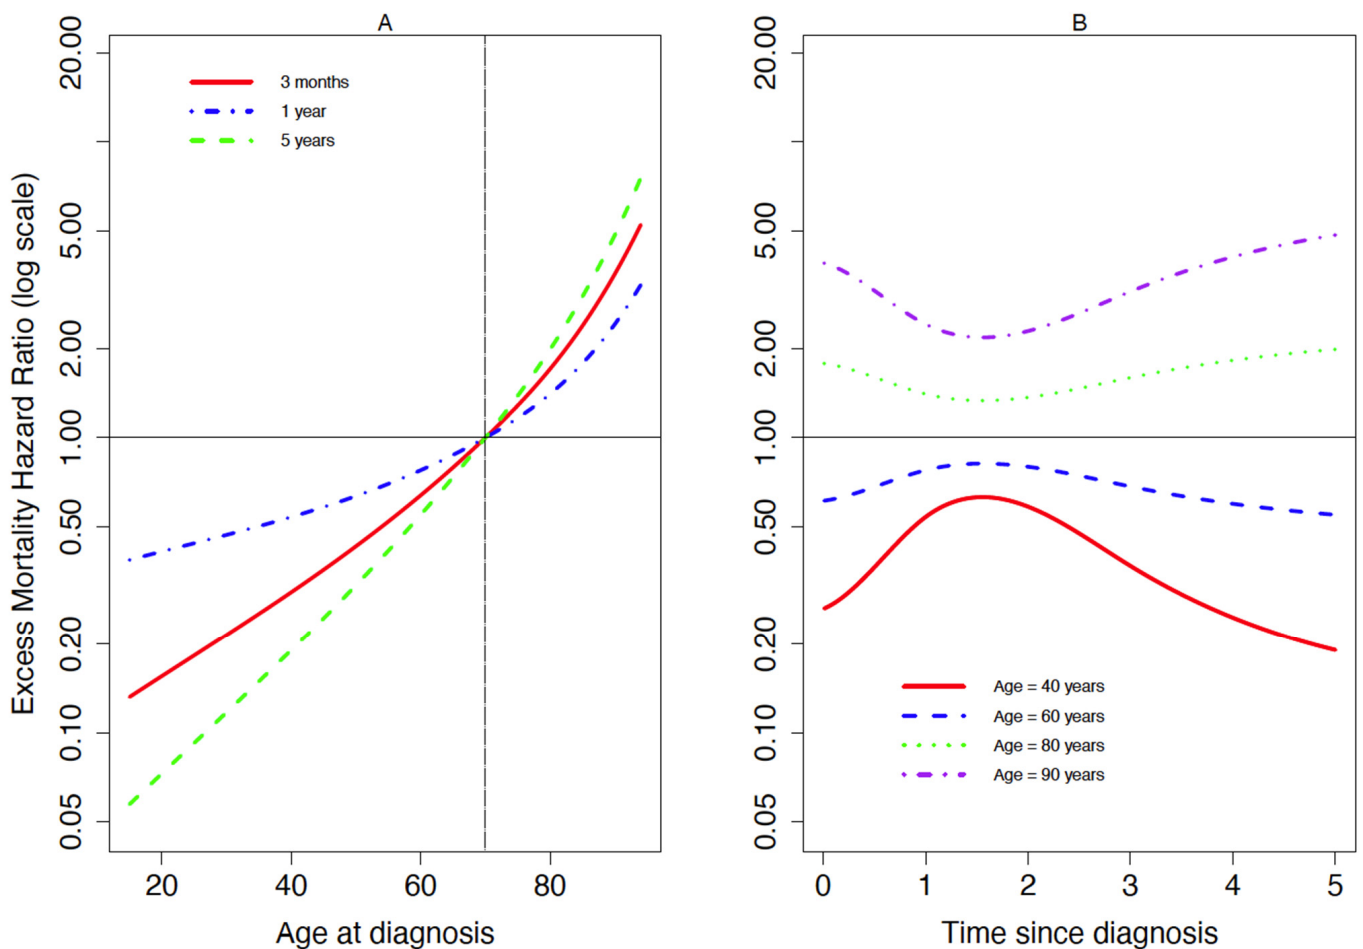 A
Excess Mortality Hazard Ratio (log scale)
20.00
5.00
2.00
1.00
0.50
0.20
0.10
0.05
3 months
1 year
5 years
20 40 60 80
Age at diagnosis
B
20.00
5.00
2.00
1.00
0.50
0.20
0.10
0.05
Age = 40 years
Age = 60 years
Age = 80 years
Age = 90 years
0 1 2 3 4 5
Time since diagnosis